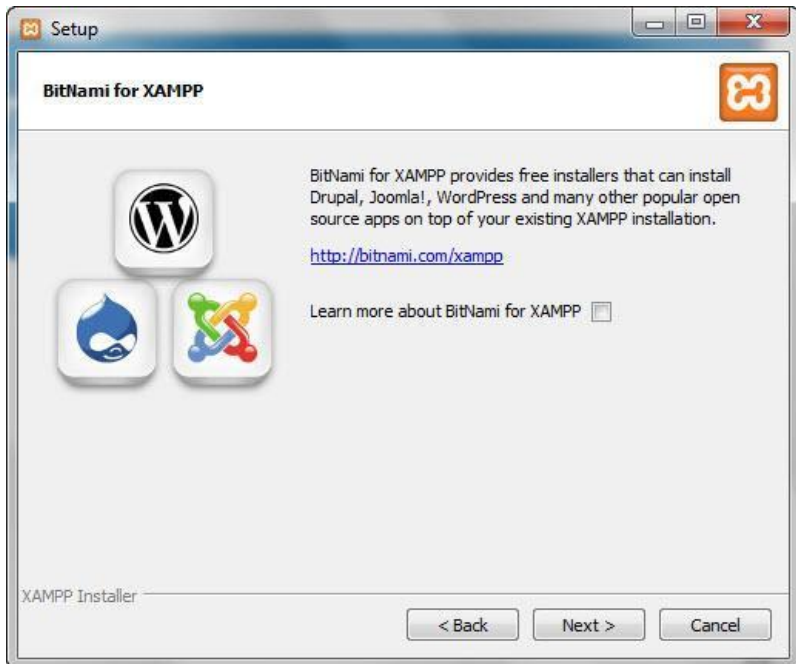 Setup
BitNami for XAMPP
BitNami for XAMPP provides free installers that can install
Drupal, Joomla!, WordPress and many other popular open
source apps on top of your existing XAMPP installation.
http://bitnami.com/xampp
Learn more about BitNami for XAMPP
XAMPP Installer
< Back
Next >
Cancel